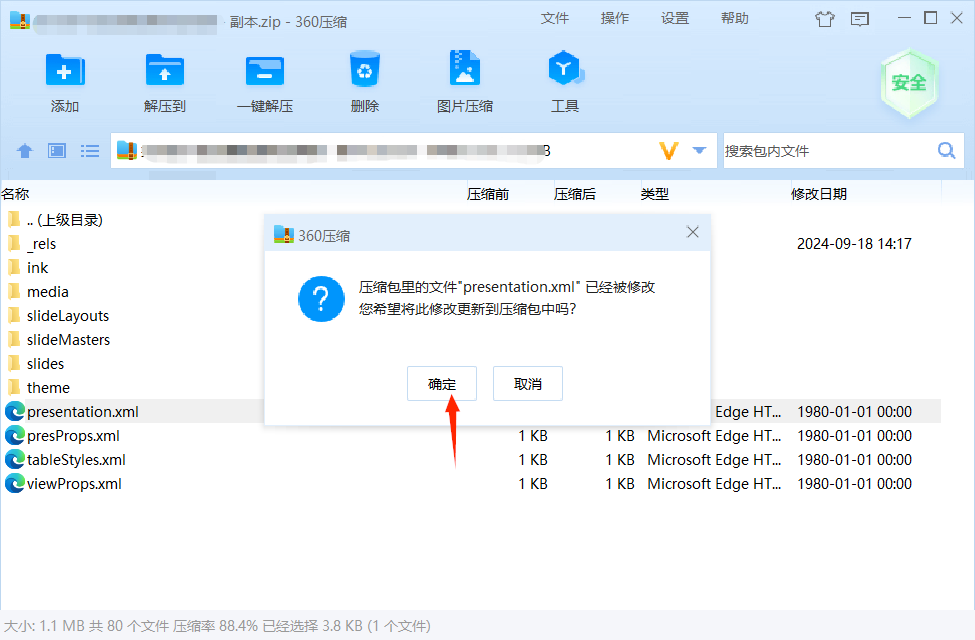 副本.zip - 360压缩
文件 操作 设置 帮助
添加 解压到 一键解压 删除 图片压缩 工具
安全
搜索包内文件
名称 压缩前 压缩后 类型 修改日期
.. (上级目录)
_rels 2024-09-18 14:17
ink
media
slideLayouts
slideMasters
slides
theme
presentation.xml Edge HT... 1980-01-01 00:00
presProps.xml 1 KB 1 KB Microsoft Edge HT... 1980-01-01 00:00
tableStyles.xml 1 KB 1 KB Microsoft Edge HT... 1980-01-01 00:00
viewProps.xml 1 KB 1 KB Microsoft Edge HT... 1980-01-01 00:00
360压缩
压缩包里的文件"presentation.xml" 已经被修改
您希望将此修改更新到压缩包中吗?
确定 取消
大小: 1.1 MB 共 80 个文件 压缩率 88.4% 已经选择 3.8 KB (1 个文件)